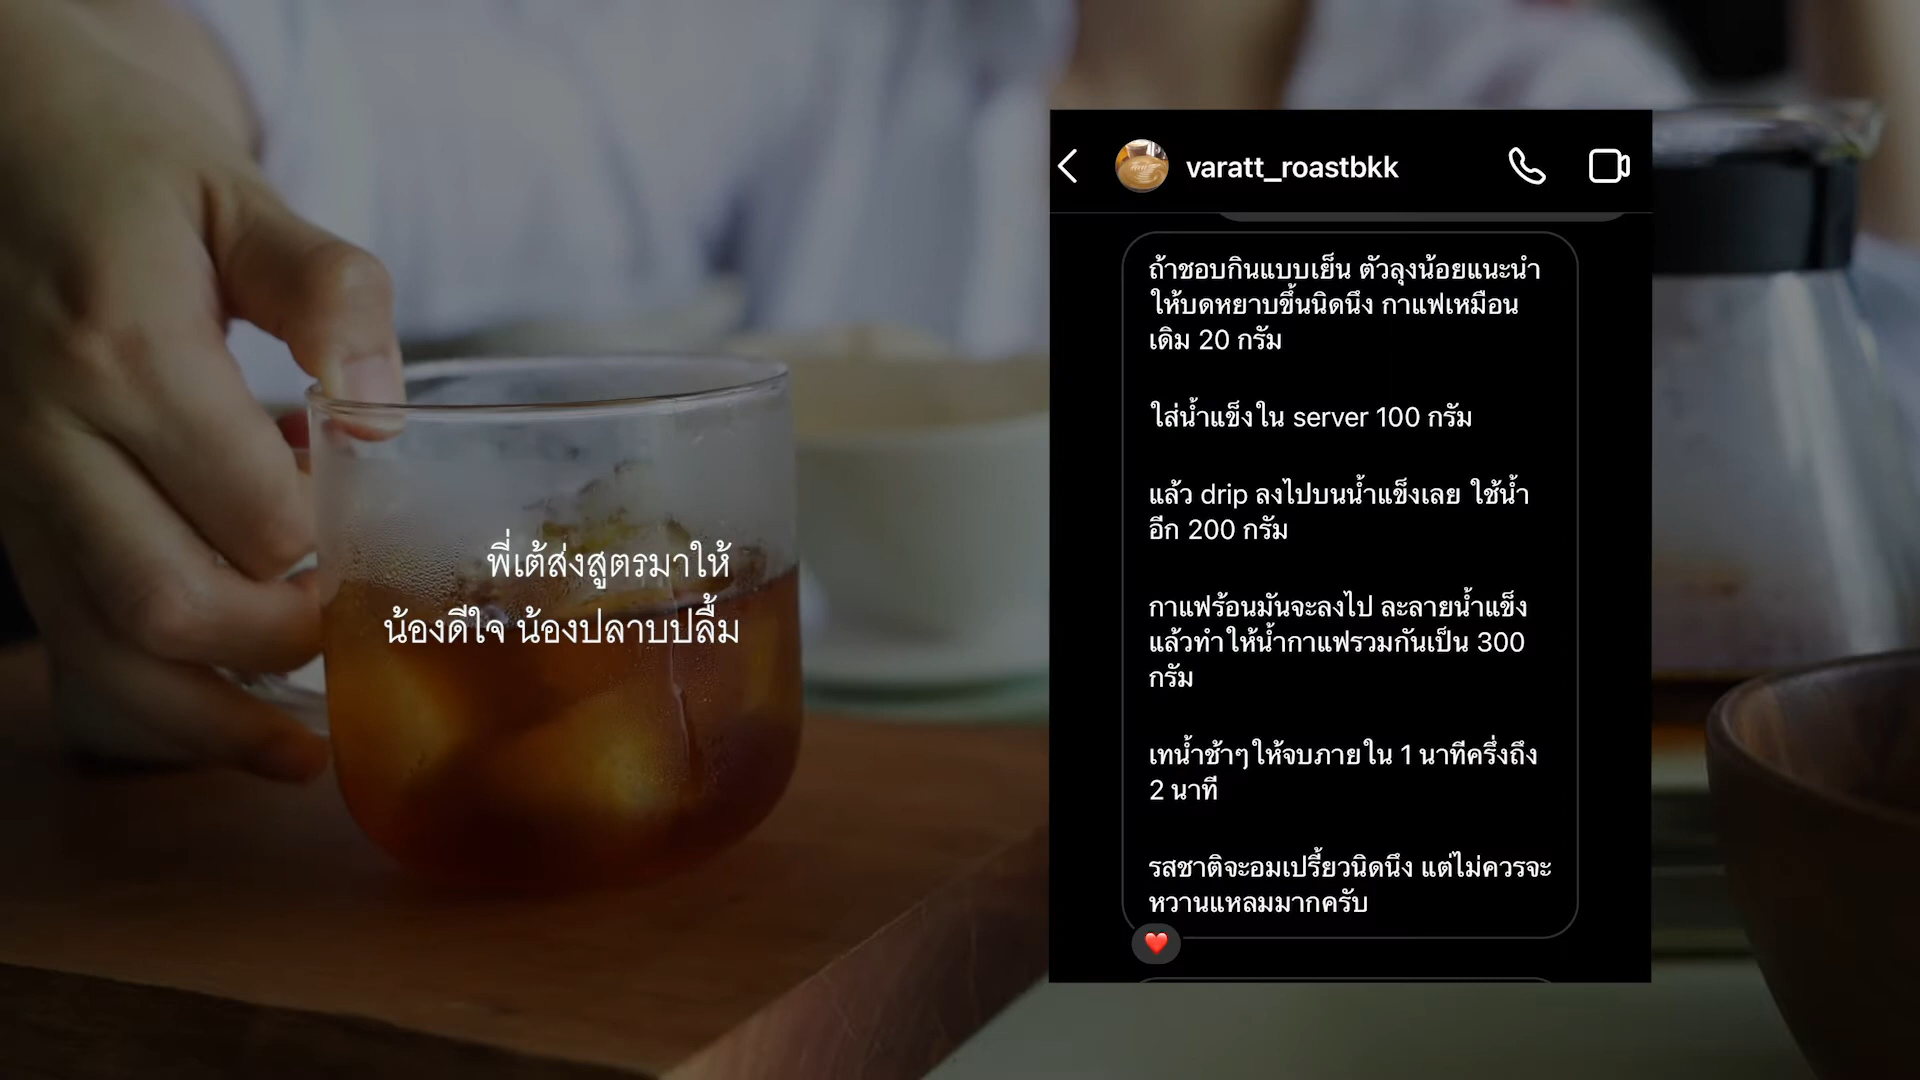 พี่เต้ส่งสูตรมาให้
น้องดีใจ น้องปลาบปลื้ม
varatt_roastbkk
ถ้าชอบกินแบบเย็น ตัวลุงน้อยแนะนำ
ให้บดหยาบขึ้นนิดนึง กาแฟเหมือน
เดิม 20 กรัม
ใส่น้ำแข็งใน server 100 กรัม
แล้ว drip ลงไปบนน้ำแข็งเลย ใช้น้ำ
อีก 200 กรัม
กาแฟร้อนมันจะลงไป ละลายน้ำแข็ง
แล้วทำให้น้ำกาแฟรวมกันเป็น 300
กรัม
เทน้ำช้าๆให้จบภายใน 1 นาทีครึ่งถึง
2 นาที
รสชาติจะอมเปรี้ยวนิดนึง แต่ไม่ควรจะ
หวานแหลมมากครับ